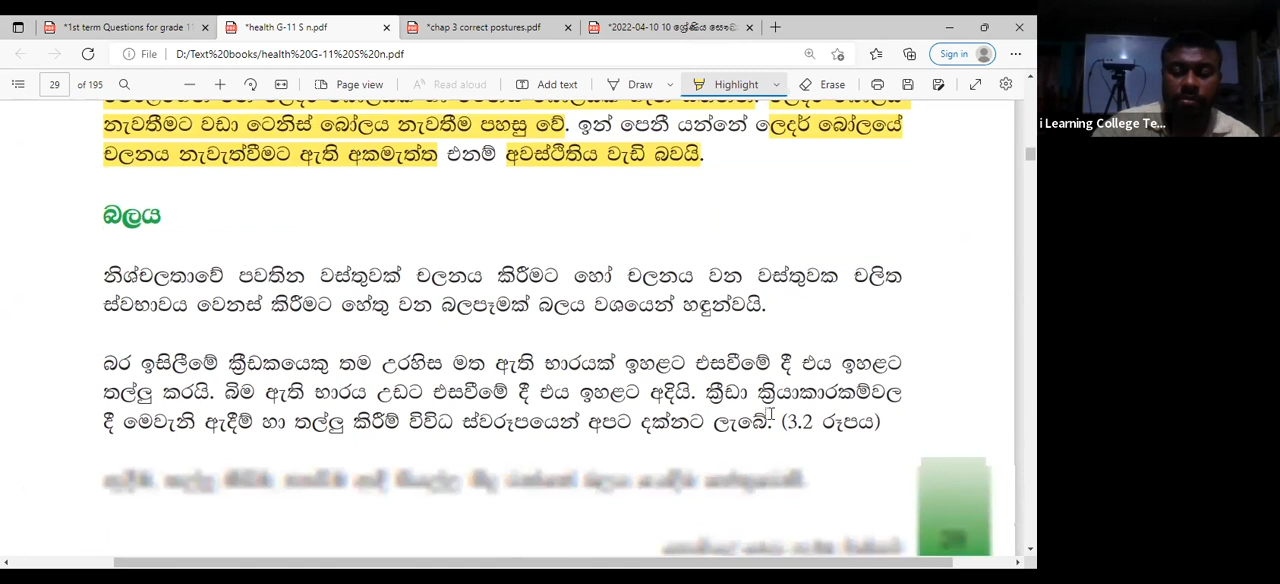 *1st term Questions for grade 1
*health G-11 S n.pdf
*chap 3 correct postures.pdf
*2022-04-10 10 ශ්‍රේණිය සෞඛ
File
D:/Text%20books/health%20G-11%20S%20n.pdf
Sign in
29 of 195
Page view
Read aloud
Add text
Draw
Highlight
Erase
i Learning College Te...
නැවතීමට වඩා ටෙනිස් බෝලය නැවතීම පහසු වේ. ඉන් පෙනී යන්නේ ලෙදර් බෝලයේ
චලනය නැවැත්වීමට ඇති අකමැත්ත එනම් අවස්ථිතිය වැඩි බවයි.
බලය
නිශ්චලතාවේ පවතින වස්තුවක් චලනය කිරීමට හෝ චලනය වන වස්තුවක චලිත
ස්වභාවය වෙනස් කිරීමට හේතු වන බලපෑමක් බලය වශයෙන් හඳුන්වයි.
බර ඉසිලීමේ ක්‍රීඩකයෙකු තම උරහිස මත ඇති භාරයක් ඉහළට එසවීමේ දී එය ඉහළට
තල්ලු කරයි. බිම ඇති භාරය උඩට එසවීමේ දී එය ඉහළට අදියි. ක්‍රීඩා ක්‍රියාකාරකම්වල
දී මෙවැනි ඇදීම් හා තල්ලු කිරීම් විවිධ ස්වරූපයෙන් අපට දක්නට ලැබේ. (3.2 රූපය)